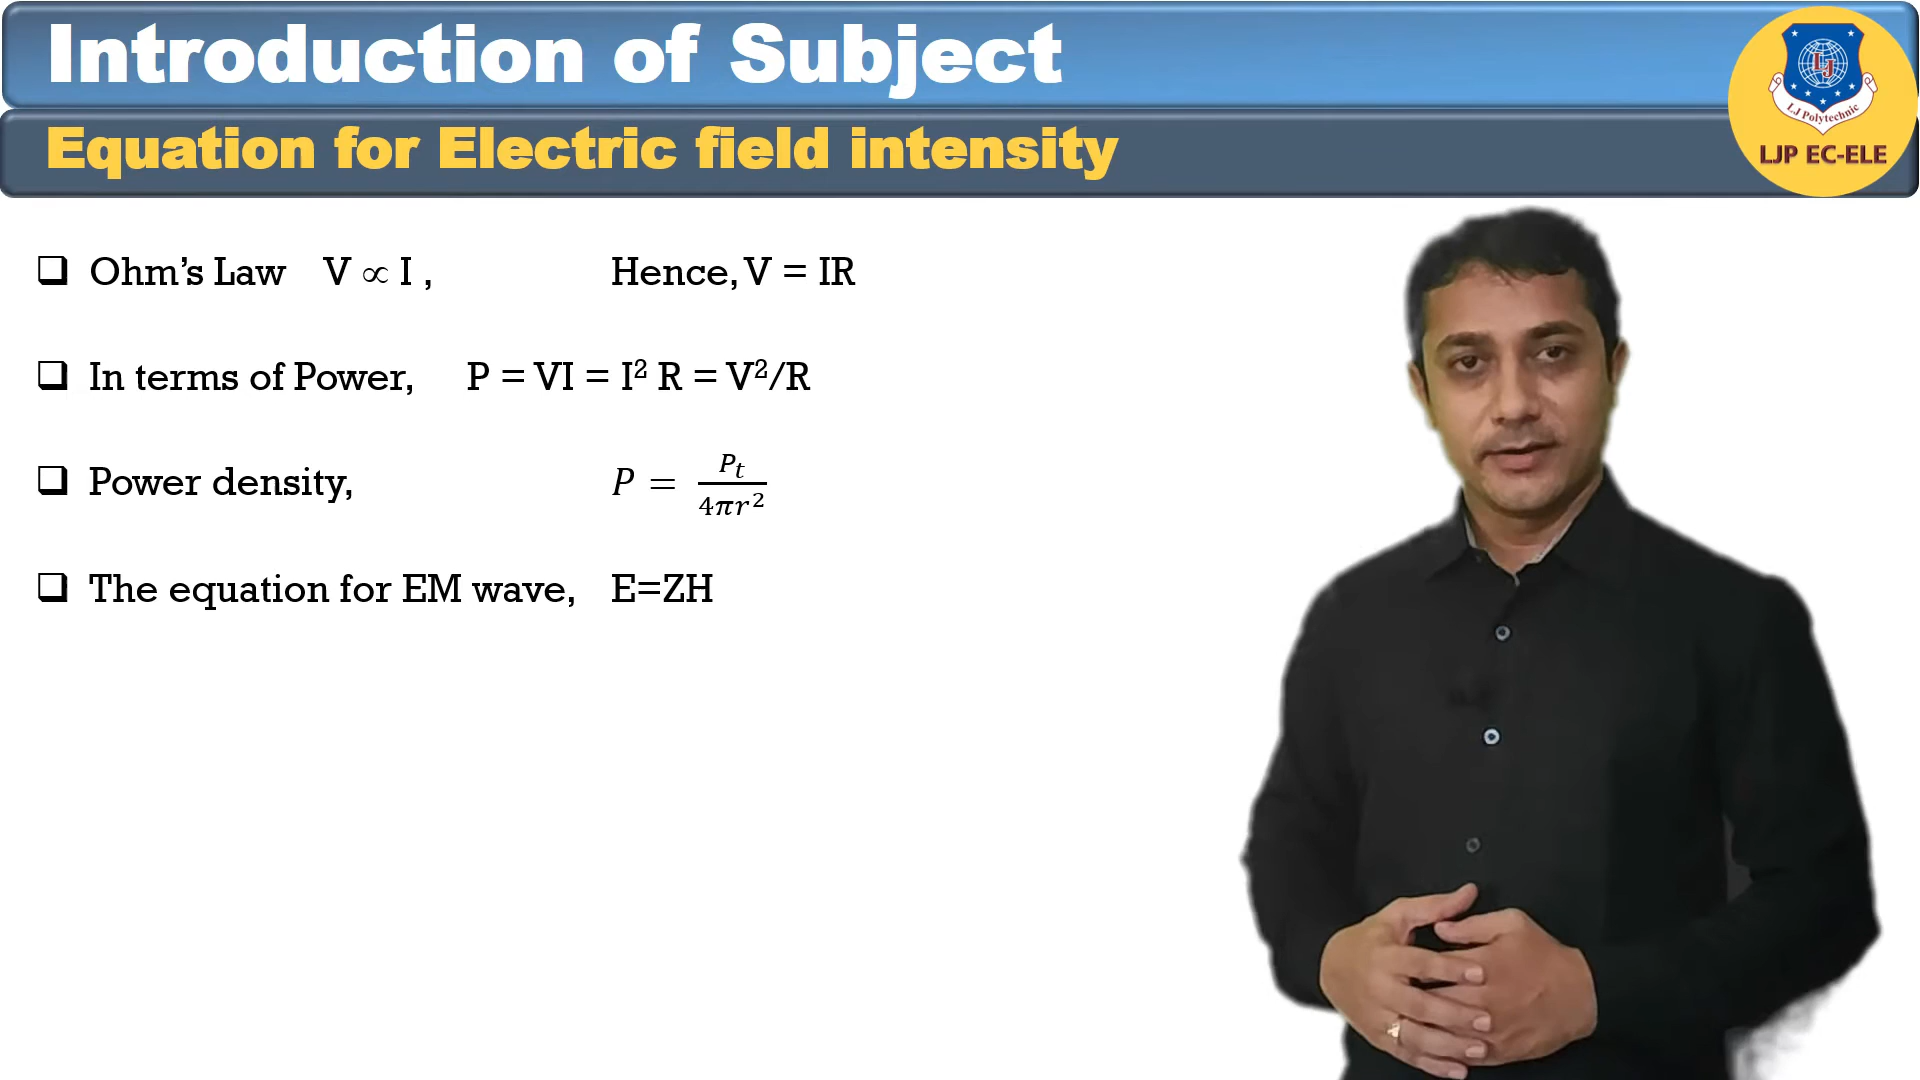 Introduction of Subject
Equation for Electric field intensity
LJ
LJ Polytechnic
LJP EC-ELE
❑ Ohm’s Law V ∝ I , Hence, V = IR
❑ In terms of Power, P = VI = I² R = V²/R
❑ Power density, P = Pₜ / 4πr²
❑ The equation for EM wave, E=ZH